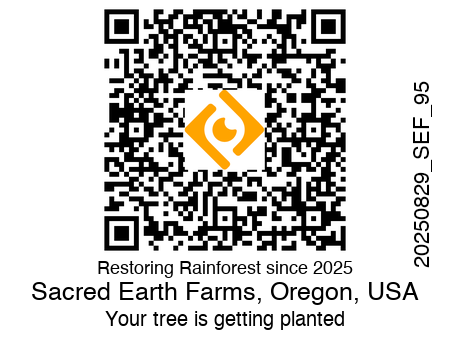 Restoring Rainforest since 2025
Sacred Earth Farms, Oregon, USA
Your tree is getting planted
20250829_SEF_95